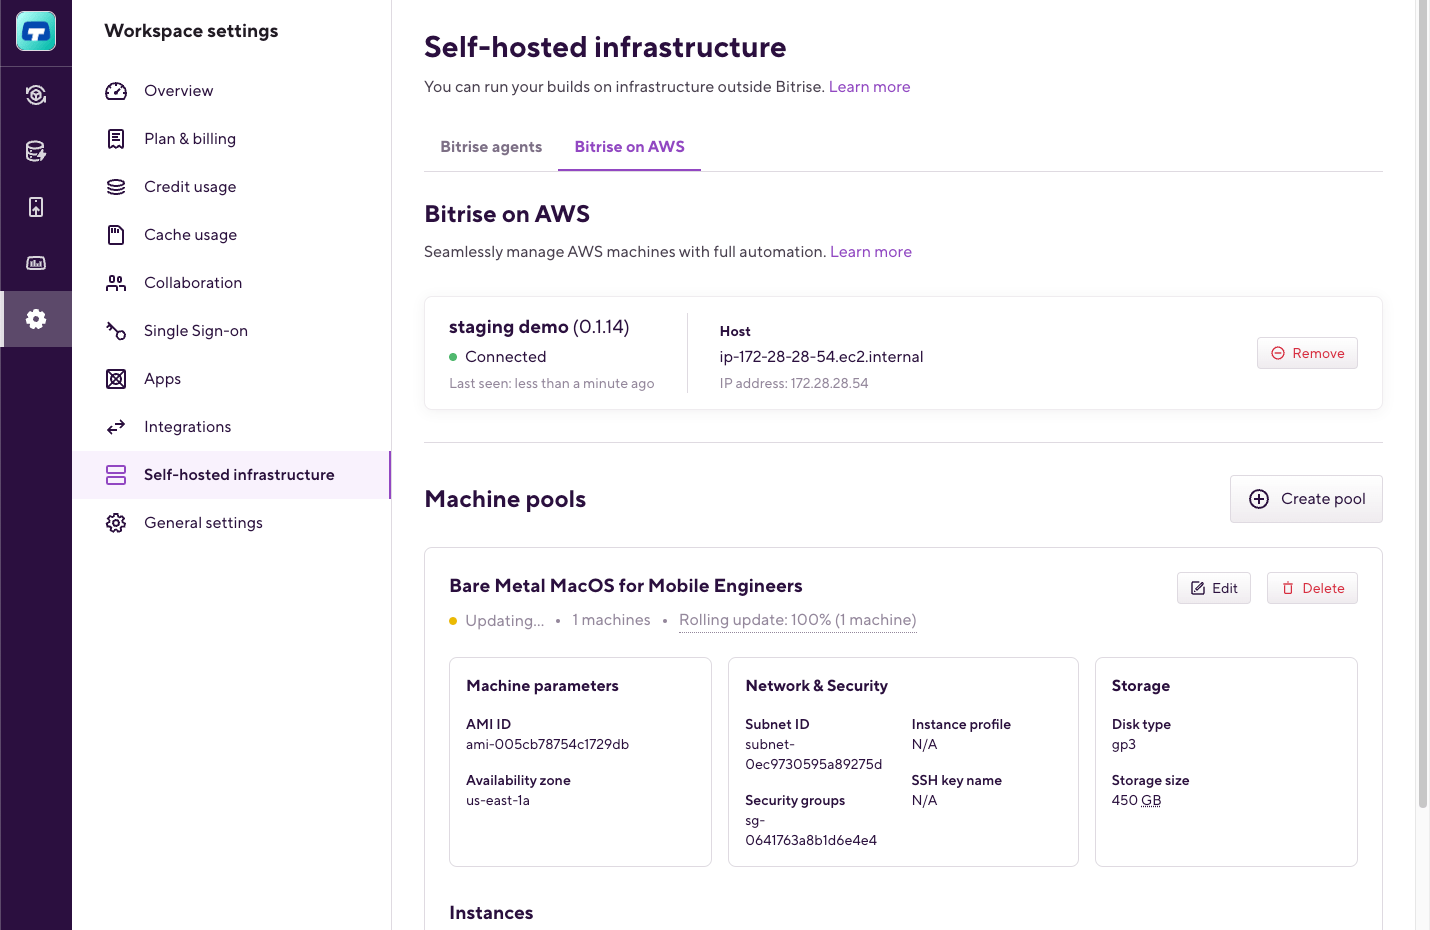 Workspace settings
Overview
Plan & billing
Credit usage
Cache usage
Collaboration
Single Sign-on
Apps
Integrations
Self-hosted infrastructure
General settings
Self-hosted infrastructure
You can run your builds on infrastructure outside Bitrise. Learn more
Bitrise agents
Bitrise on AWS
Bitrise on AWS
Seamlessly manage AWS machines with full automation. Learn more
staging demo (0.1.14)
Connected
Last seen: less than a minute ago
Host
ip-172-28-28-54.ec2.internal
IP address: 172.28.28.54
Remove
Machine pools
Create pool
Bare Metal MacOS for Mobile Engineers
Edit
Delete
Updating... • 1 machines • Rolling update: 100% (1 machine)
Machine parameters
AMI ID
ami-005cb78754c1729db
Availability zone
us-east-1a
Network & Security
Subnet ID
subnet-
0ec9730595a89275d
Security groups
sg-
0641763a8b1d6e4e4
Instance profile
N/A
SSH key name
N/A
Storage
Disk type
gp3
Storage size
450 GB
Instances